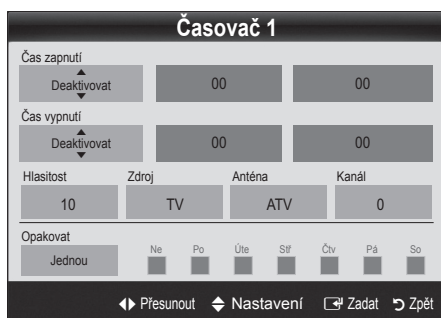 Časovač 1
Čas zapnutí
Deaktivovat 00 00
Čas vypnutí
Deaktivovat 00 00
Hlasitost Zdroj Anténa Kanál
10 TV ATV 0
Opakovat
Ne Po Úte Stř Čtv Pá So
Jednou
Přesunout Nastavení Zadat Zpět